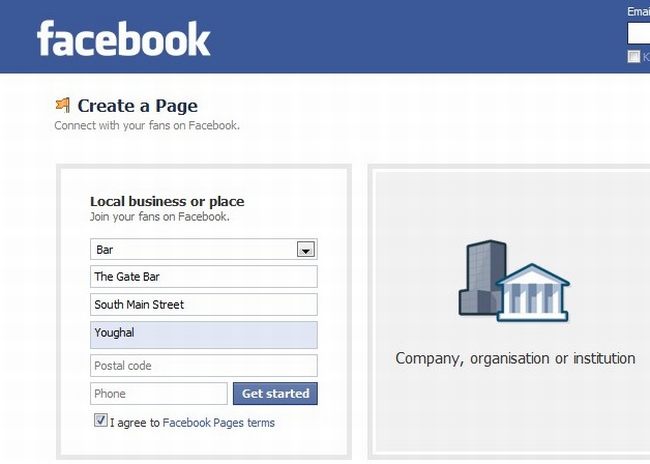 facebook
Emai
K
Create a Page
Connect with your fans on Facebook.
Local business or place
Join your fans on Facebook.
Bar
The Gate Bar
South Main Street
Youghal
Postal code
Phone
Get started
I agree to Facebook Pages terms
Company, organisation or institution